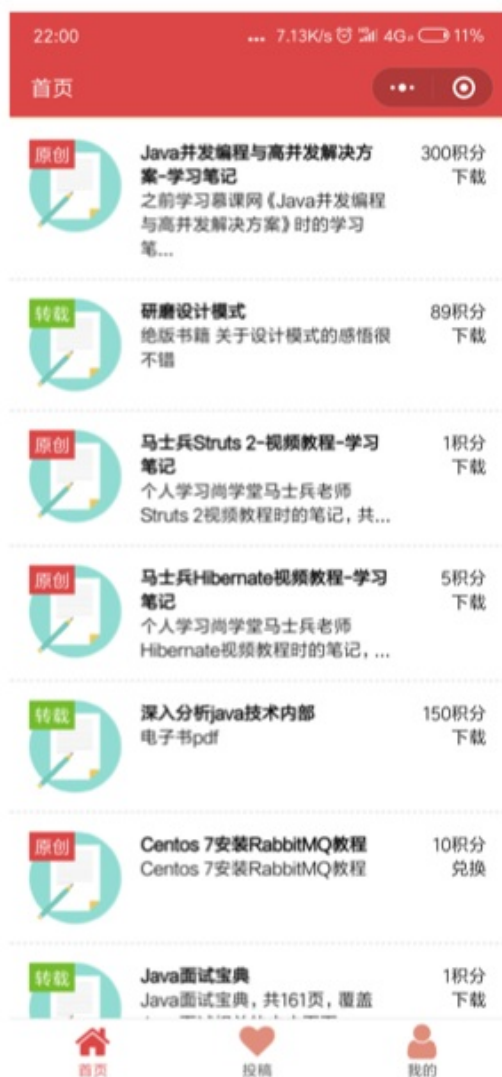 22:00
... 7.13K/s 4G 11%
首页
原创
Java并发编程与高并发解决方
300积分
案-学习笔记
下载
之前学习慕课网《Java并发编程
与高并发解决方案》时的学习
笔...
转载
研磨设计模式
89积分
绝版书籍 关于设计模式的感悟很
下载
不错
原创
马士兵Struts 2-视频教程-学习
1积分
笔记
下载
个人学习尚学堂马士兵老师
Struts 2视频教程时的笔记，共...
原创
马士兵Hibernate视频教程-学习
5积分
笔记
下载
个人学习尚学堂马士兵老师
Hibernate视频教程时的笔记，...
转载
深入分析java技术内部
150积分
电子书pdf
下载
原创
Centos 7安装RabbitMQ教程
10积分
Centos 7安装RabbitMQ教程
兑换
转载
Java面试宝典
1积分
Java面试宝典，共161页，覆盖
下载
首页
投稿
我的